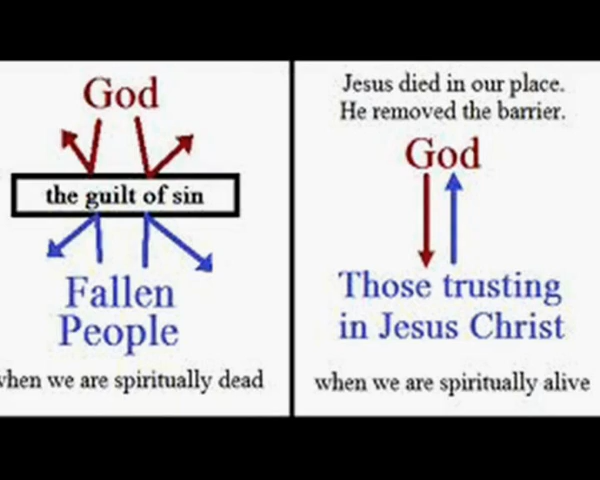 God
the guilt of sin
Fallen
People
when we are spiritually dead
Jesus died in our place.
He removed the barrier.
God
Those trusting
in Jesus Christ
when we are spiritually alive